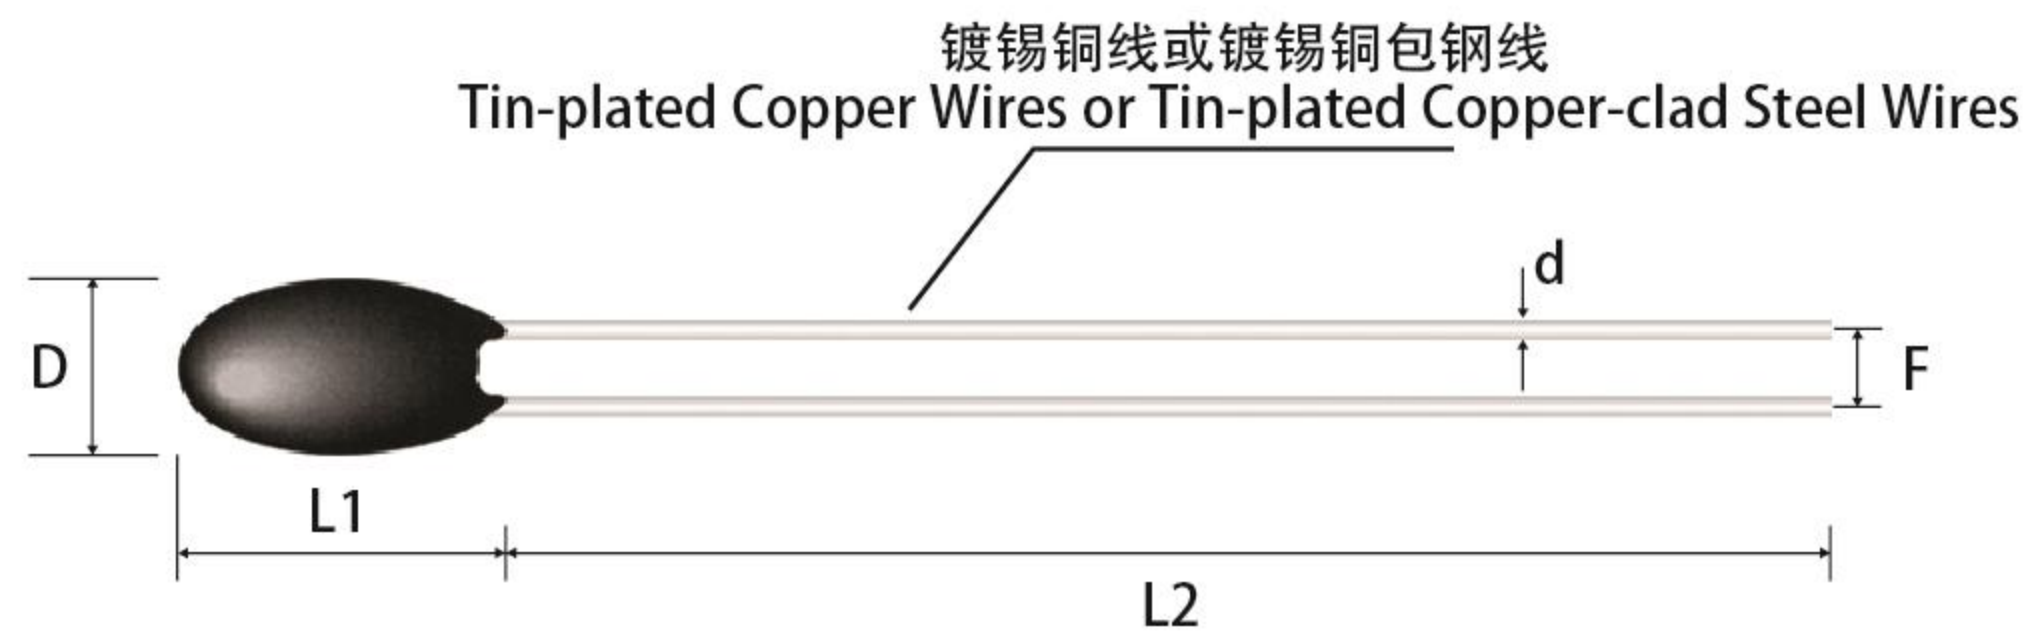 镀锡铜线或镀锡铜包钢线
Tin-plated Copper Wires or Tin-plated Copper-clad Steel Wires
d
D
F
L1
L2